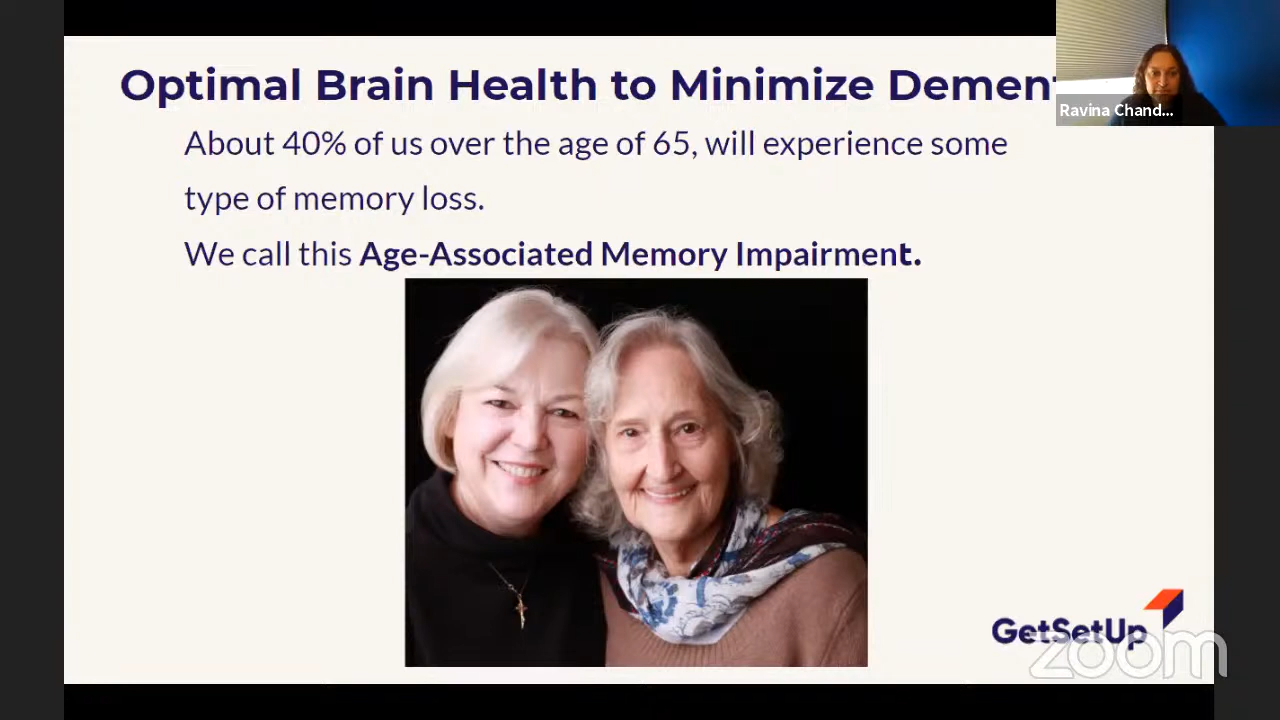 Optimal Brain Health to Minimize Dement
About 40% of us over the age of 65, will experience some
type of memory loss.
We call this Age-Associated Memory Impairment.
Ravina Chand...
GetSetUp
zoom